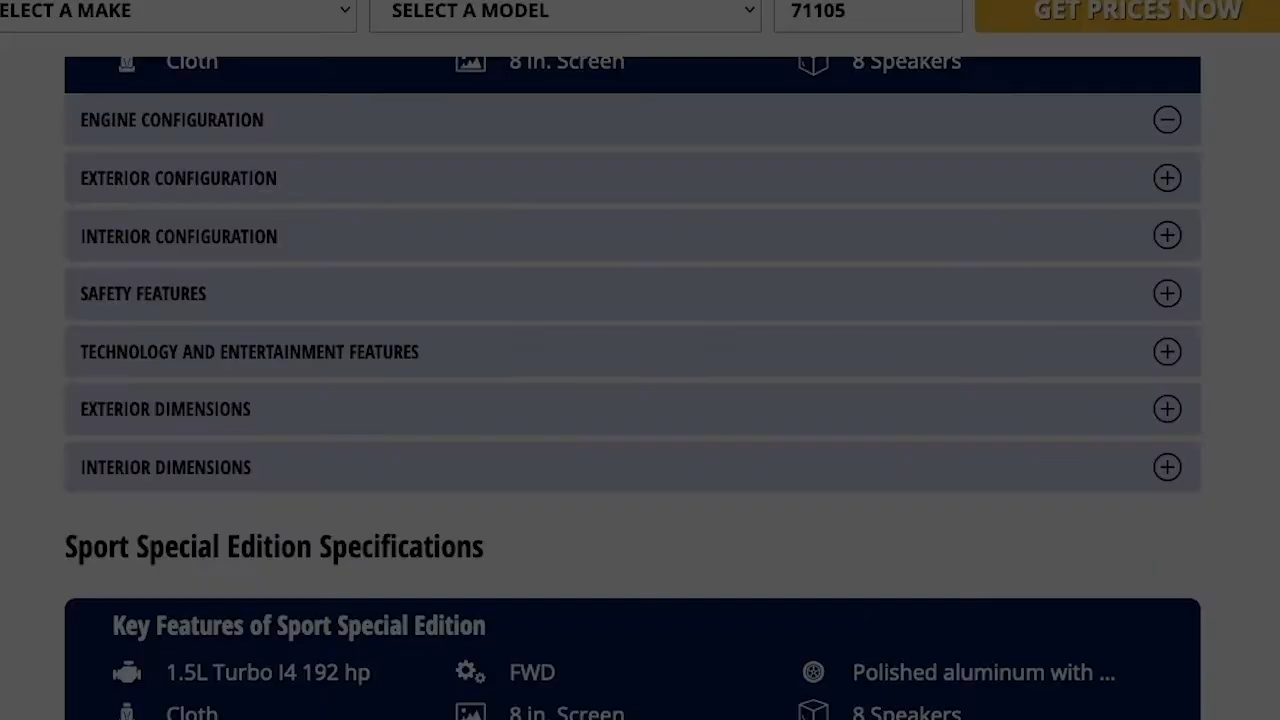 ELECT A MAKE
SELECT A MODEL
71105
GET PRICES NOW
Cloth
8 in. Screen
8 Speakers
ENGINE CONFIGURATION
EXTERIOR CONFIGURATION
INTERIOR CONFIGURATION
SAFETY FEATURES
TECHNOLOGY AND ENTERTAINMENT FEATURES
EXTERIOR DIMENSIONS
INTERIOR DIMENSIONS
Sport Special Edition Specifications
Key Features of Sport Special Edition
1.5L Turbo I4 192 hp
FWD
Polished aluminum with ...
Cloth
8 in. Screen
8 Speakers